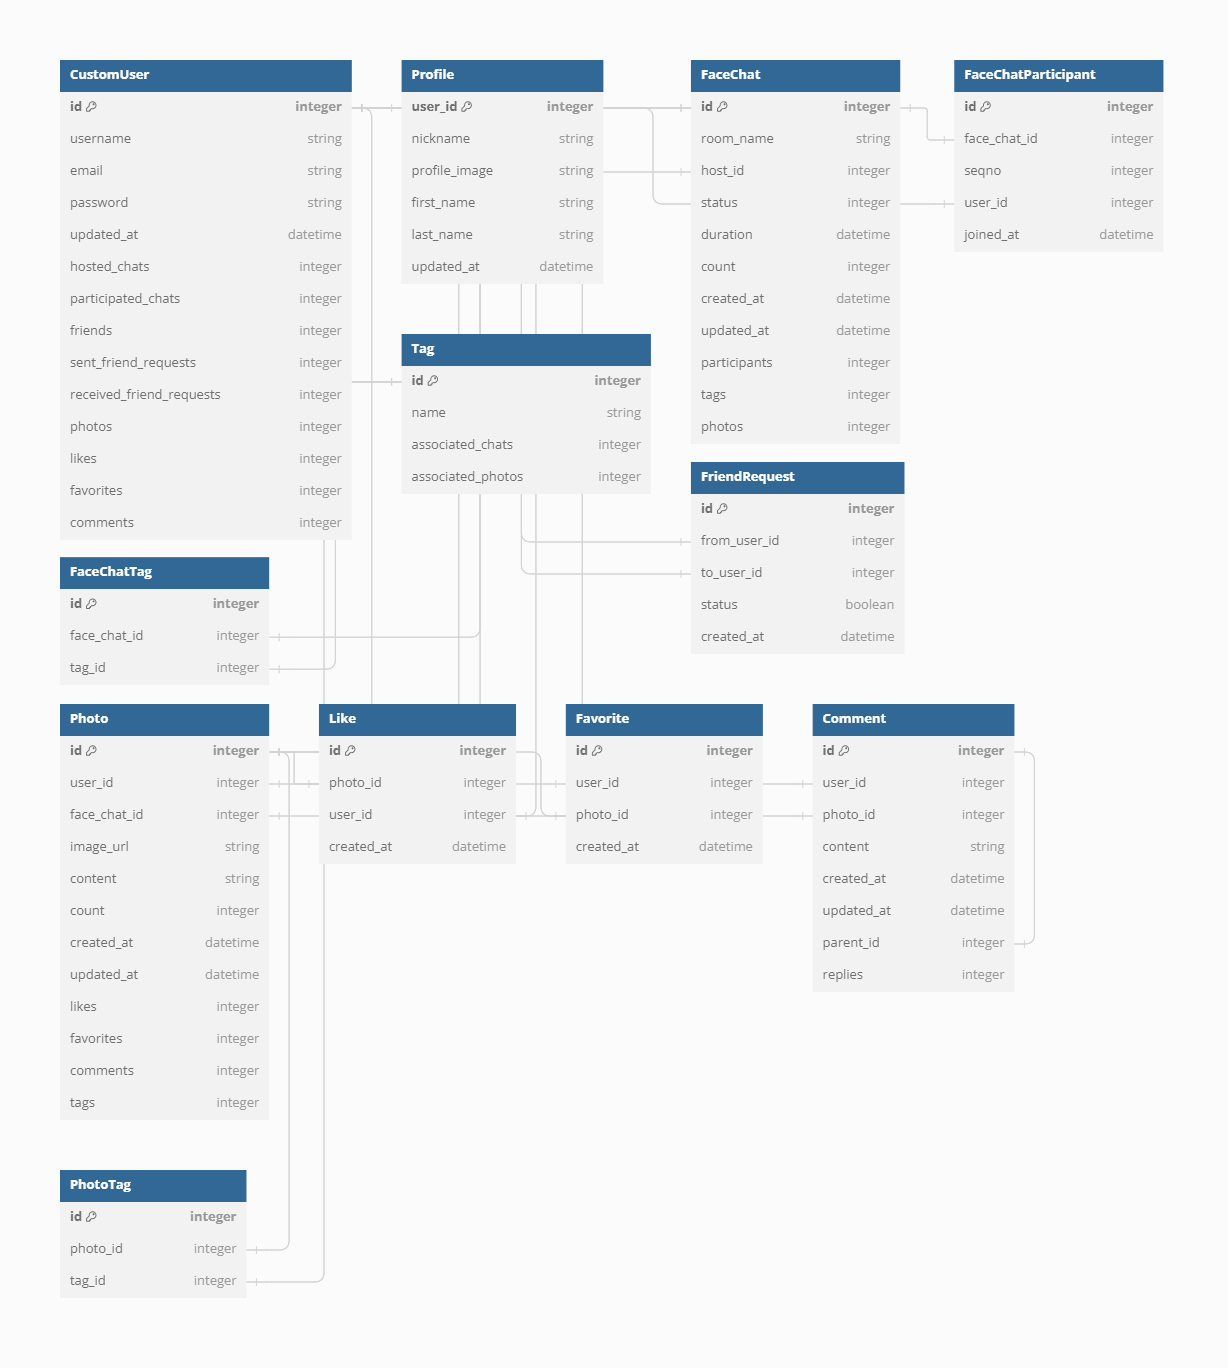 CustomUser
id integer
username string
email string
password string
updated_at datetime
hosted_chats integer
participated_chats integer
friends integer
sent_friend_requests integer
received_friend_requests integer
photos integer
likes integer
favorites integer
comments integer
Profile
user_id integer
nickname string
profile_image string
first_name string
last_name string
updated_at datetime
FaceChat
id integer
room_name string
host_id integer
status integer
duration datetime
count integer
created_at datetime
updated_at datetime
participants integer
tags integer
photos integer
FaceChatParticipant
id integer
face_chat_id integer
seqno integer
user_id integer
joined_at datetime
Tag
id integer
name string
associated_chats integer
associated_photos integer
FriendRequest
id integer
from_user_id integer
to_user_id integer
status boolean
created_at datetime
FaceChatTag
id integer
face_chat_id integer
tag_id integer
Photo
id integer
user_id integer
face_chat_id integer
image_url string
content string
count integer
created_at datetime
updated_at datetime
likes integer
favorites integer
comments integer
tags integer
Like
id integer
photo_id integer
user_id integer
created_at datetime
Favorite
id integer
user_id integer
photo_id integer
created_at datetime
Comment
id integer
user_id integer
photo_id integer
content string
created_at datetime
updated_at datetime
parent_id integer
replies integer
PhotoTag
id integer
photo_id integer
tag_id integer